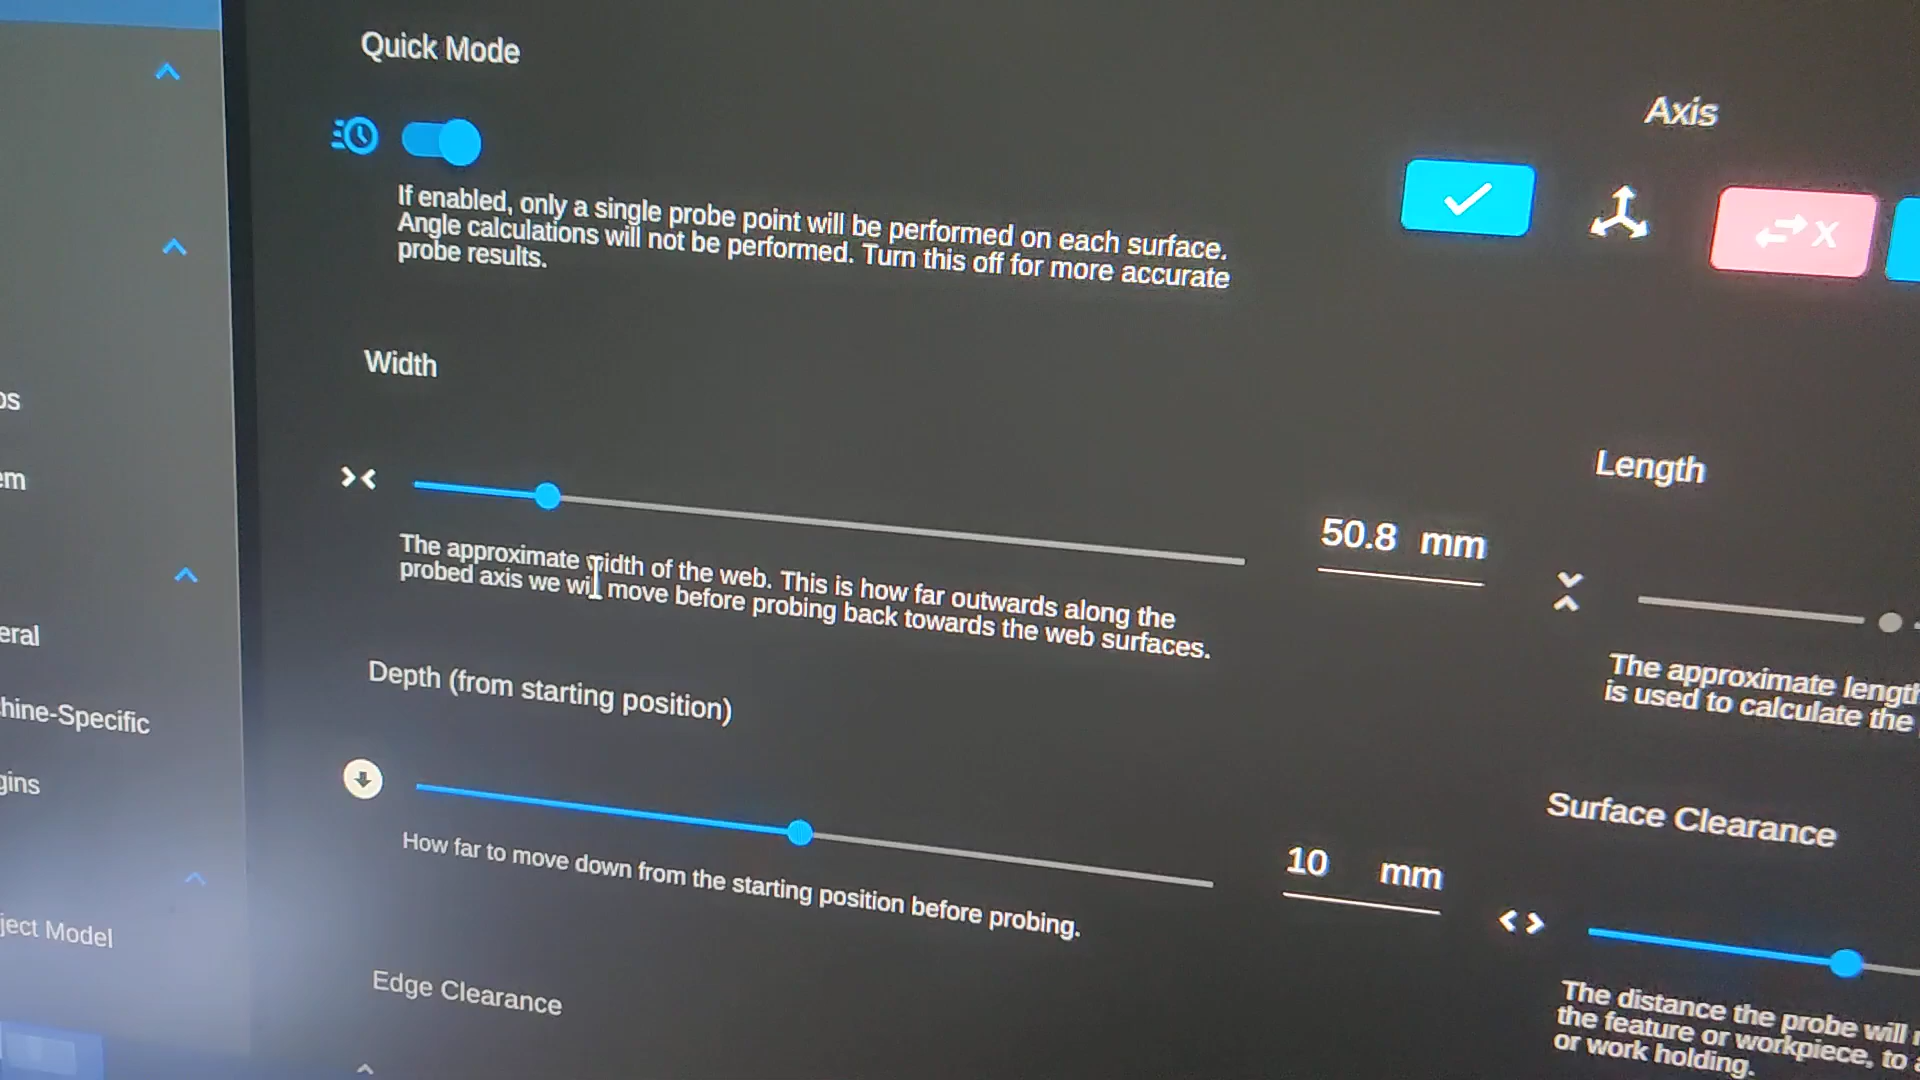 Quick Mode
If enabled, only a single probe point will be performed on each surface.
Angle calculations will not be performed. Turn this off for more accurate
probe results.
Axis
X
Width
50.8 mm
The approximate width of the web. This is how far outwards along the
probed axis we will move before probing back towards the web surfaces.
Length
The approximate length
is used to calculate the
Depth (from starting position)
10 mm
How far to move down from the starting position before probing.
Surface Clearance
The distance the probe will
the feature or workpiece, to
or work holding.
Edge Clearance
os
em
eral
hine-Specific
gins
ject Model